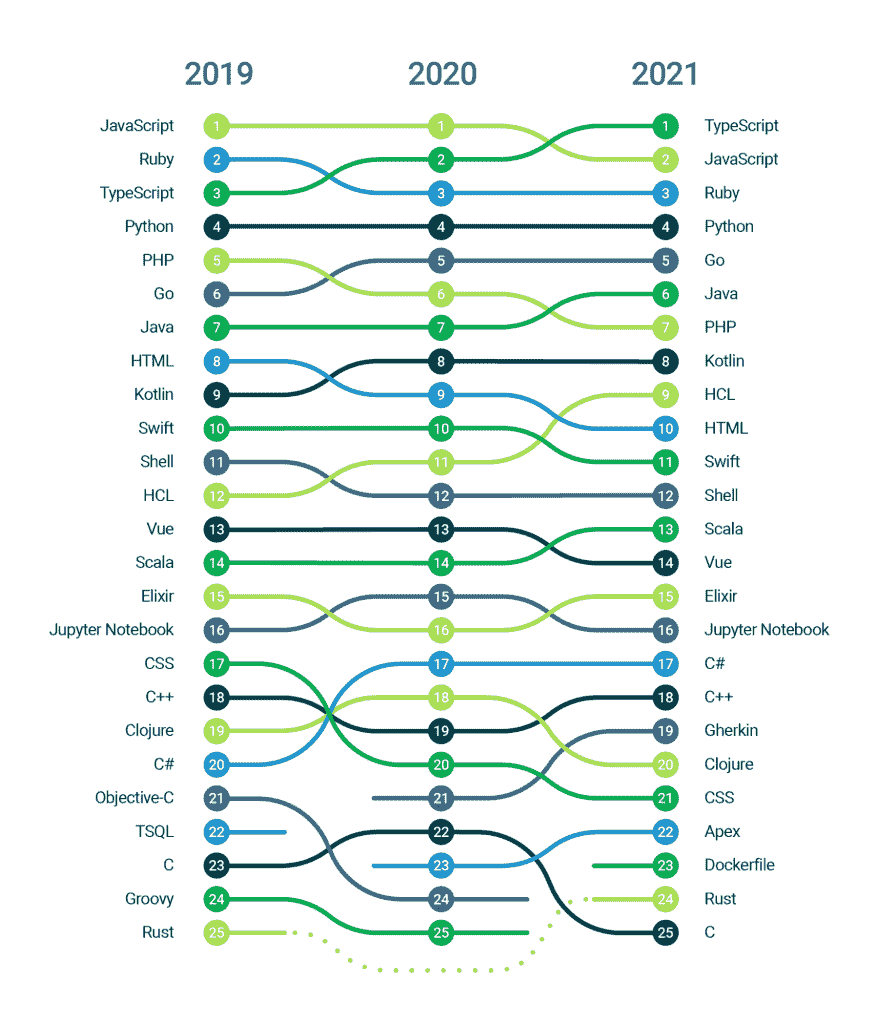 2019 2020 2021
JavaScript 1 1 1 TypeScript
Ruby 2 2 2 JavaScript
TypeScript 3 3 3 Ruby
Python 4 4 4 Python
PHP 5 5 5 Go
Go 6 6 6 Java
Java 7 7 7 PHP
HTML 8 8 8 Kotlin
Kotlin 9 9 9 HCL
Swift 10 10 10 HTML
Shell 11 11 11 Swift
HCL 12 12 12 Shell
Vue 13 13 13 Scala
Scala 14 14 14 Vue
Elixir 15 15 15 Elixir
Jupyter Notebook 16 16 16 Jupyter Notebook
CSS 17 17 17 C#
C++ 18 18 18 C++
Clojure 19 19 19 Gherkin
C# 20 20 20 Clojure
Objective-C 21 21 21 CSS
TSQL 22 22 22 Apex
C 23 23 23 Dockerfile
Groovy 24 24 24 Rust
Rust 25 25 25 C